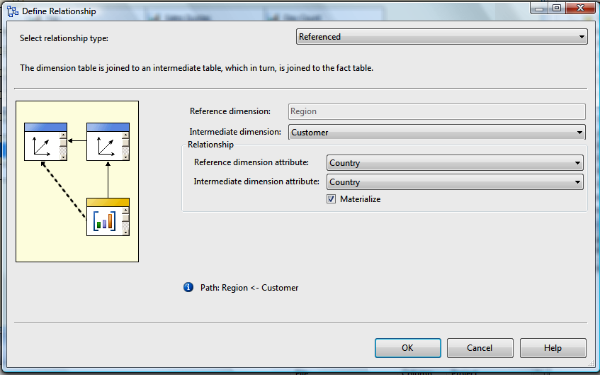 Define Relationship
Select relationship type:
Referenced
The dimension table is joined to an intermediate table, which in turn, is joined to the fact table.
Reference dimension:
Region
Intermediate dimension:
Customer
Relationship
Reference dimension attribute:
Country
Intermediate dimension attribute:
Country
Materialize
Path: Region <- Customer
OK
Cancel
Help